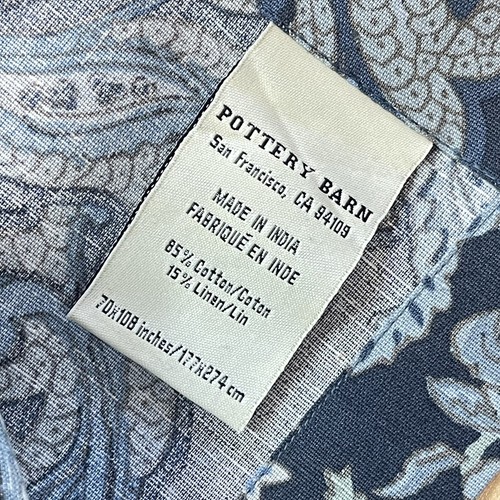 POTTERY BARN
San Francisco, CA 94109
MADE IN INDIA
FABRIQUÉ EN INDE
85% Cotton/Coton
15% Linen/Lin
70x108 inches/177x274 cm